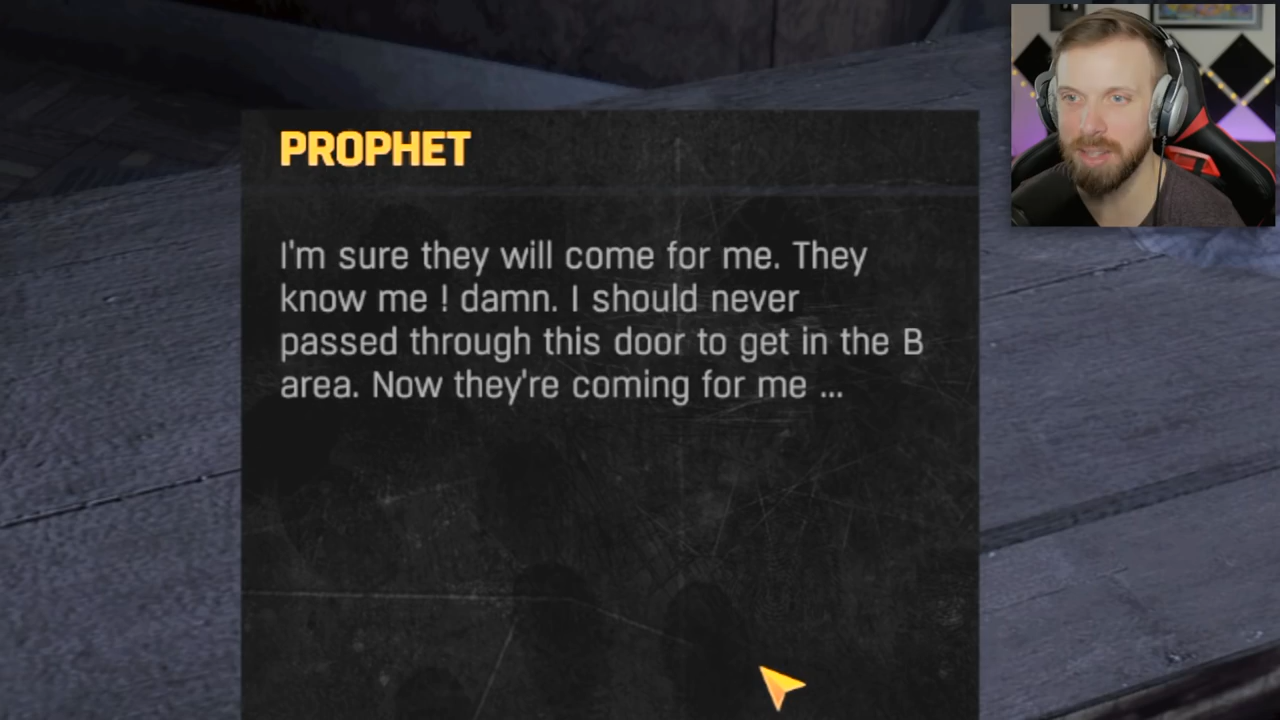 PROPHET
I'm sure they will come for me. They
know me ! damn. I should never
passed through this door to get in the B
area. Now they're coming for me ...